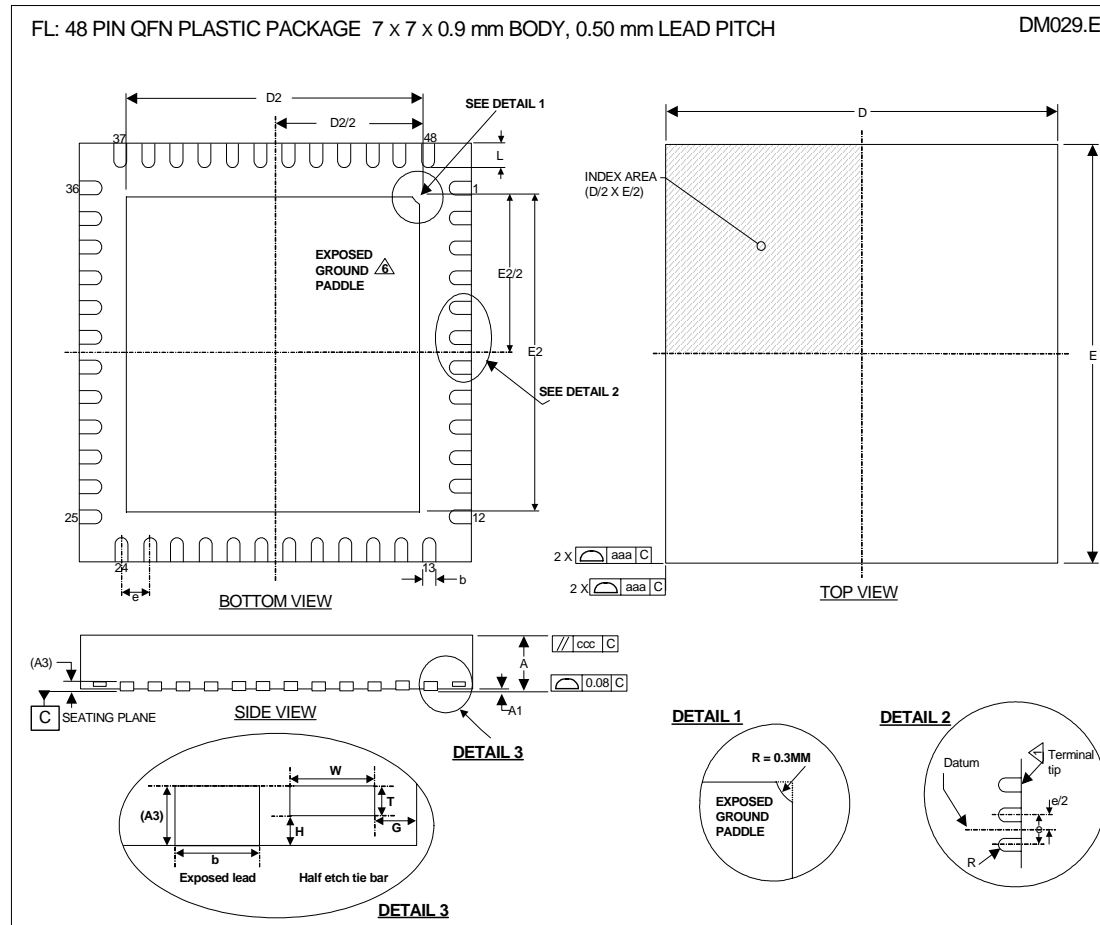 FL: 48 PIN QFN PLASTIC PACKAGE 7 x 7 x 0.9 mm BODY, 0.50 mm LEAD PITCH
DM029.E
D2
D2/2
SEE DETAIL 1
37
48
L
36
1
EXPOSED
GROUND 6
PADDLE
E2/2
E2
SEE DETAIL 2
25
12
24
13
e
b
BOTTOM VIEW
D
INDEX AREA
(D/2 X E/2)
E
2 X aaa C
2 X aaa C
TOP VIEW
(A3)
A
// ccc C
0.08 C
A1
C SEATING PLANE
SIDE VIEW
DETAIL 3
W
(A3)
T
H
G
b
Exposed lead
Half etch tie bar
DETAIL 3
DETAIL 1
R = 0.3MM
EXPOSED
GROUND
PADDLE
DETAIL 2
Datum
1 Terminal
tip
e/2
e
R